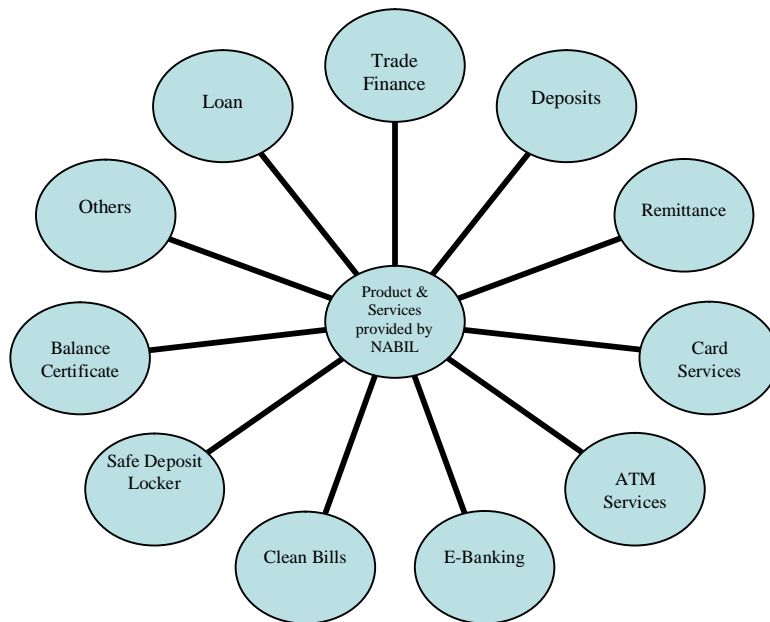 Trade
Finance
Deposits
Remittance
Card
Services
ATM
Services
E-Banking
Clean Bills
Safe Deposit
Locker
Balance
Certificate
Others
Loan
Product &
Services
provided by
NABIL